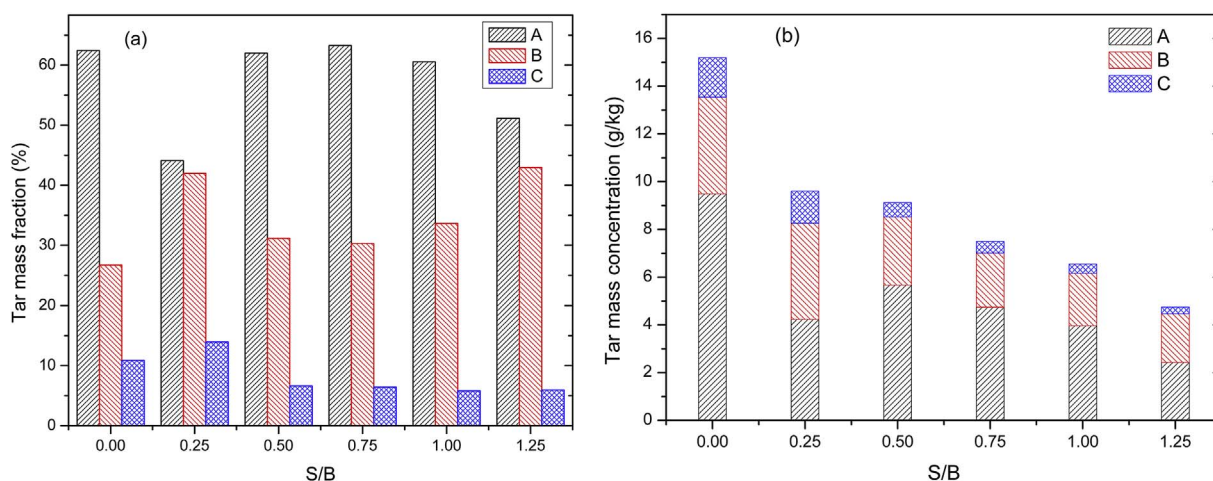 (a)
A
B
C
Tar mass fraction (%)
60
50
40
30
20
10
0
0.00 0.25 0.50 0.75 1.00 1.25
S/B
(b)
A
B
C
Tar mass concentration (g/kg)
16
14
12
10
8
6
4
2
0
0.00 0.25 0.50 0.75 1.00 1.25
S/B